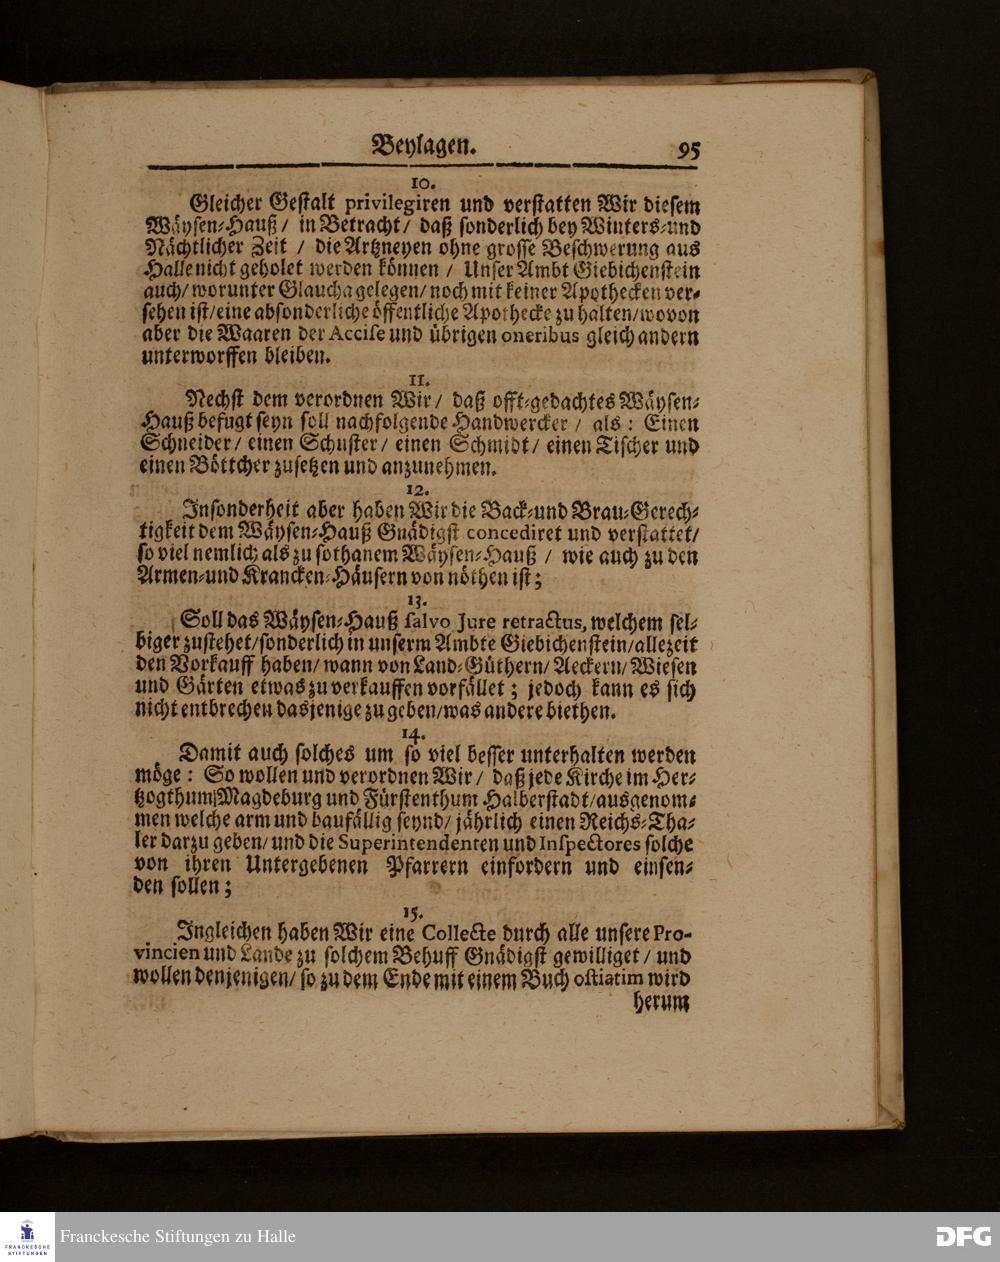 Beylagen. 95
10.
Gleicher Gestalt privilegiren und verstatten Wir diesem
Wäysen-Hauß / in Betracht / daß sonderlich bey Winters-und
Nächtlicher Zeit / die Artzneyen ohne grosse Beschwerung aus
Halle nicht geholet werden können / Unser Ambt Giebichenstein
auch / worunter Glaucha gelegen / noch mit keiner Apothecken ver-
sehen ist / eine absonderliche öffentliche Apothecke zu halten / wovon
aber die Waaren der Accise und übrigen oneribus gleich andern
unterworffen bleiben.
11.
Nechst dem verordnen Wir / daß offt-gedachtes Wäysen-
Hauß befugt seyn soll nachfolgende Handwercker / als : Einen
Schneider / einen Schuster / einen Schmidt / einen Tischer und
einen Böttcher zusetzen und anzunehmen.
12.
Insonderheit aber haben Wir die Back-und Brau-Gerech-
tigkeit dem Wäysen-Hauß Gnädigst concediret und verstattet /
so viel nemlich als zu sothanem Wäysen-Hauß / wie auch zu den
Armen-und Krancken-Häusern von nöthen ist ;
13.
Soll das Wäysen-Hauß salvo Jure retractus, welchem sel-
biger zustehet / sonderlich in unserm Ambte Giebichenstein / allezeit
den Vorkauff haben / wann von Land-Güthern / Aeckern / Wiesen
und Gärten etwas zu verkauffen vorfället ; jedoch kann es sich
nicht entbrechen dasjenige zu geben / was andere biethen.
14.
Damit auch solches um so viel besser unterhalten werden
möge : So wollen und verordnen Wir / daß jede Kirche im Her-
tzogthum Magdeburg und Fürstenthum Halberstadt / ausgenom-
men welche arm und baufällig seynd / jährlich einen Reichs-Tha-
ler darzu geben / und die Superintendenten und Inspectores solche
von ihren Untergebenen Pfarrern einfordern und einsen-
den sollen ;
15.
Ingleichen haben Wir eine Collecte durch alle unsere Pro-
vincien und Lande zu solchem Behuff Gnädigst gewilliget / und
wollen denjenigen / so zu dem Ende mit einem Buch ostiatim wird
herum
FRANCKESCHE
STIFTUNGEN
Franckesche Stiftungen zu Halle
DFG